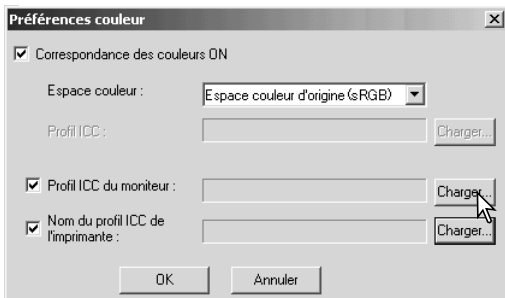 Préférences couleur
Correspondance des couleurs ON
Espace couleur :
Espace couleur d'origine (sRGB)
Profil ICC :
Charger...
Profil ICC du moniteur :
Charger...
Nom du profil ICC de
l'imprimante :
Charger...
OK
Annuler